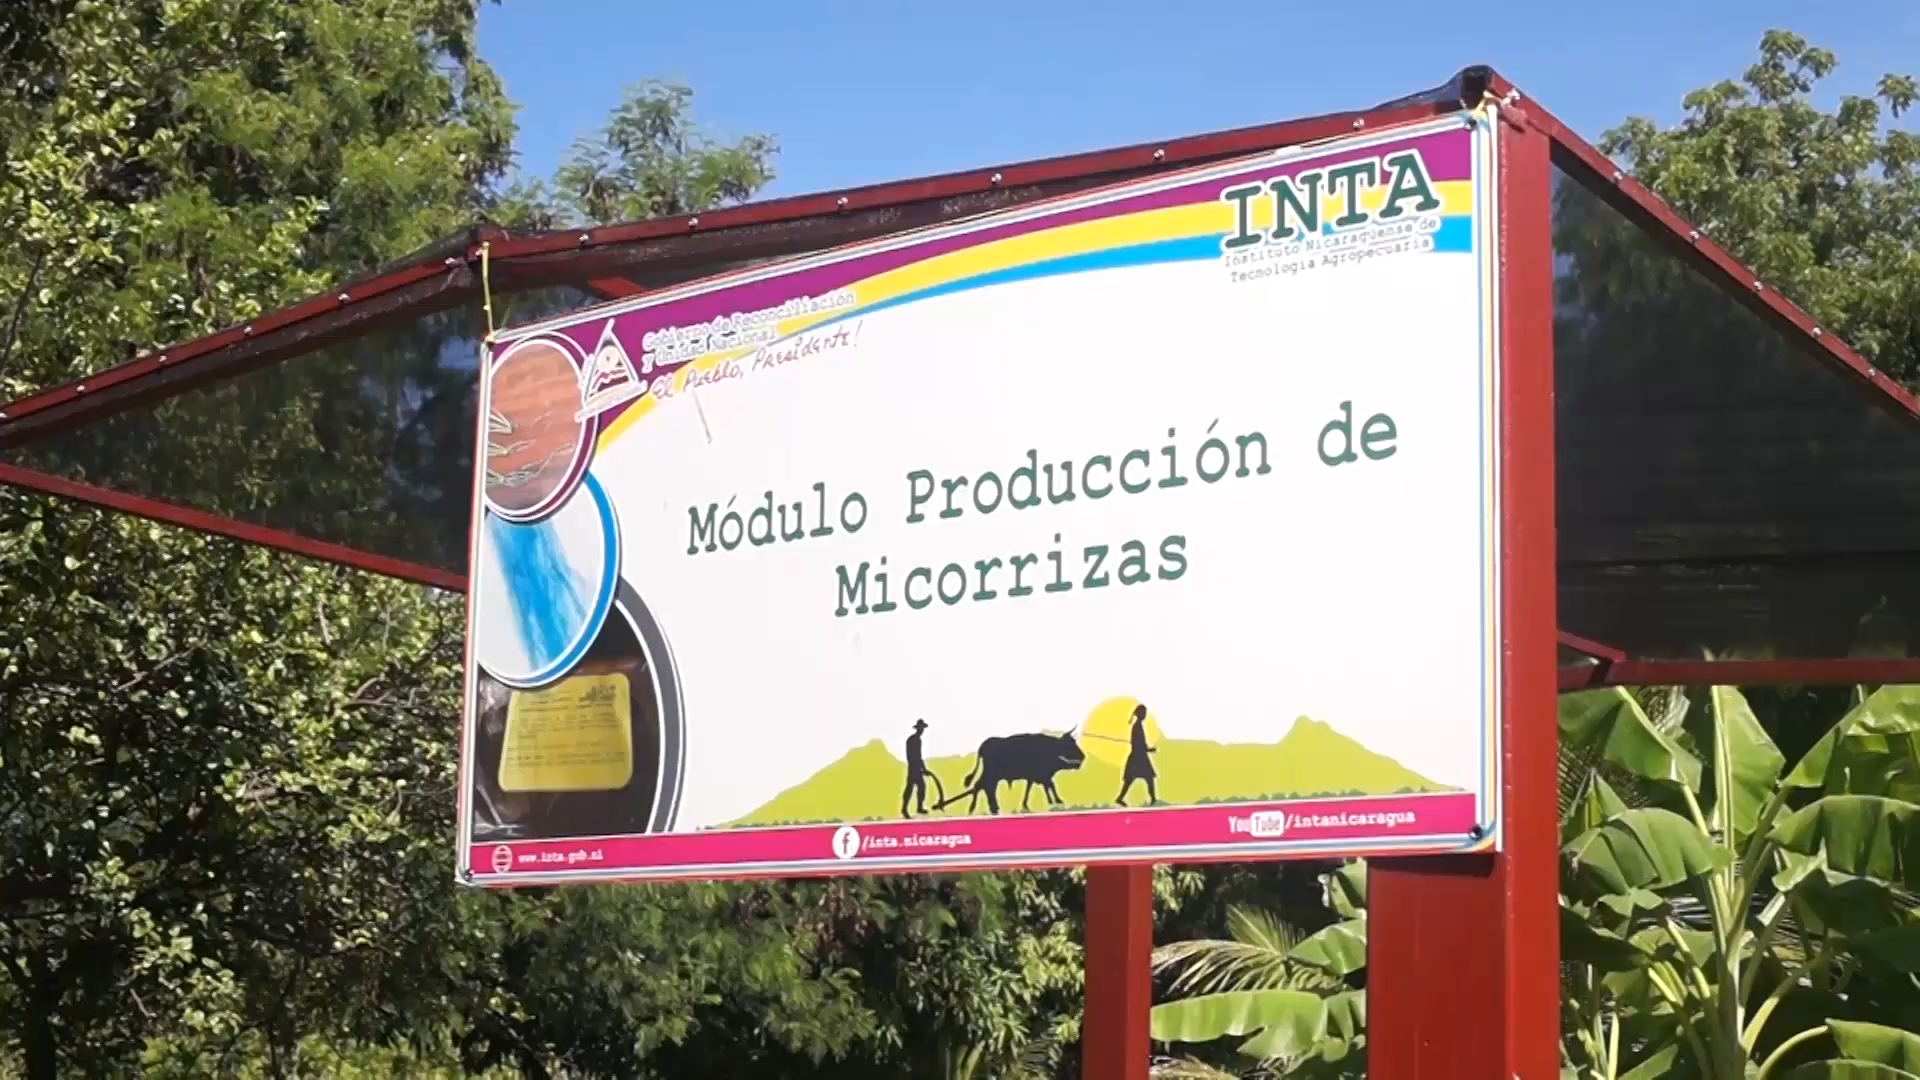 INTA
Instituto Nicaragüense de
Tecnología Agropecuaria
Gobierno de Reconciliación
y Unidad Nacional
El Pueblo, Presidente!
Módulo Producción de
Micorrizas
www.inta.gob.ni
/inta.nicaragua
YouTube /intanicaragua